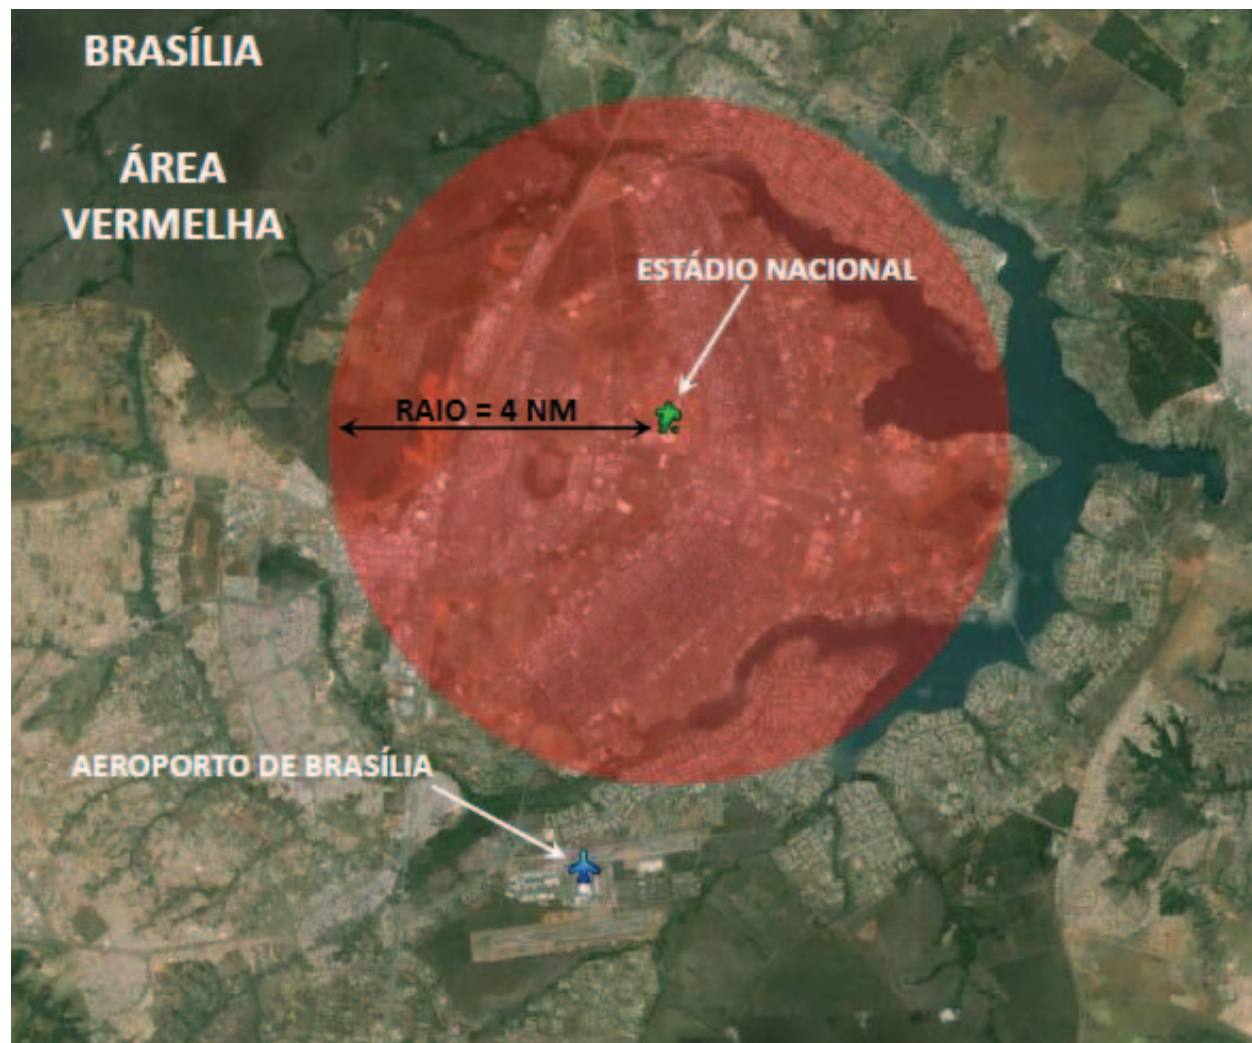 BRASÍLIA
ÁREA
VERMELHA
ESTÁDIO NACIONAL
RAIO = 4 NM
AEROPORTO DE BRASÍLIA